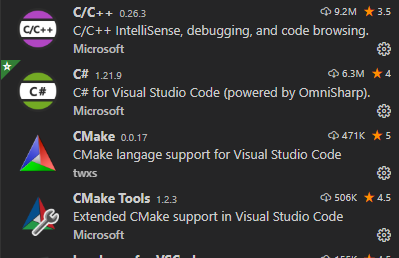 C/C++ 0.26.3 9.2M 3.5
C/C++
C/C++ IntelliSense, debugging, and code browsing.
Microsoft
C# 1.21.9 6.3M 4
C#
C# for Visual Studio Code (powered by OmniSharp).
Microsoft
CMake 0.0.17 471K 5
CMake langage support for Visual Studio Code
twxs
CMake Tools 1.2.3 506K 4.5
Extended CMake support in Visual Studio Code
Microsoft